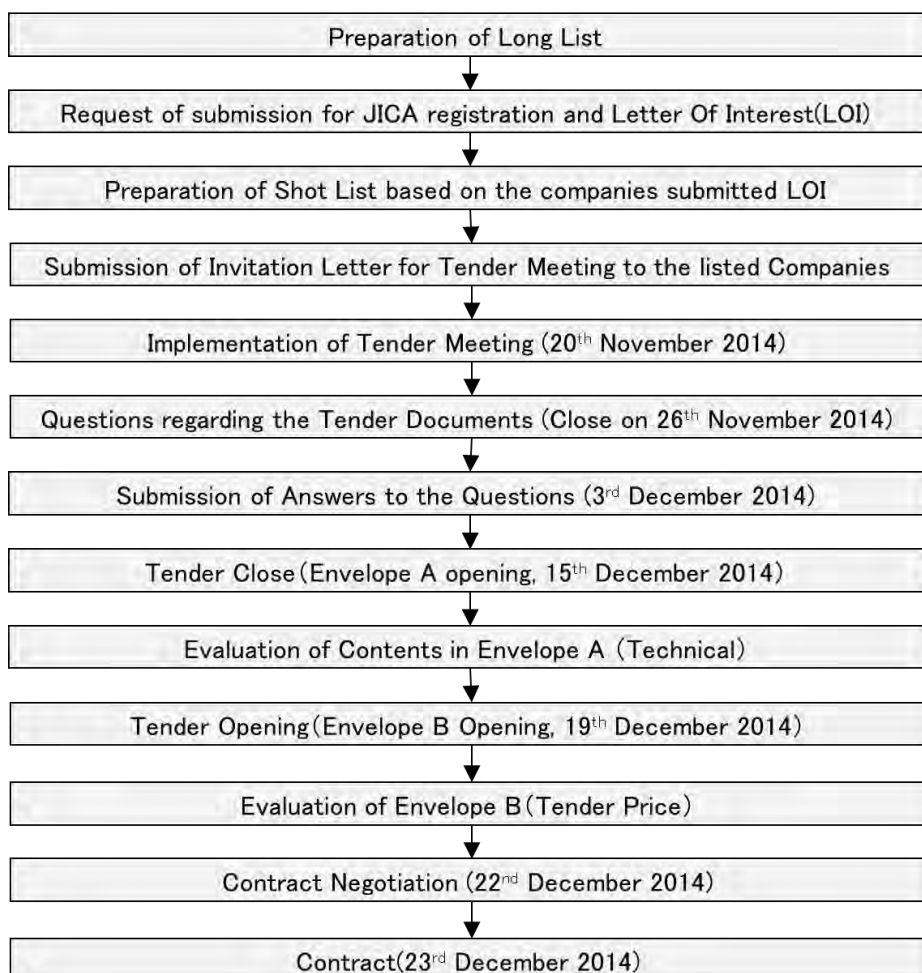 Preparation of Long List
Request of submission for JICA registration and Letter Of Interest(LOI)
Preparation of Shot List based on the companies submitted LOI
Submission of Invitation Letter for Tender Meeting to the listed Companies
Implementation of Tender Meeting (20th November 2014)
Questions regarding the Tender Documents (Close on 26th November 2014)
Submission of Answers to the Questions (3rd December 2014)
Tender Close(Envelope A opening, 15th December 2014)
Evaluation of Contents in Envelope A (Technical)
Tender Opening(Envelope B Opening, 19th December 2014)
Evaluation of Envelope B(Tender Price)
Contract Negotiation (22nd December 2014)
Contract(23rd December 2014)